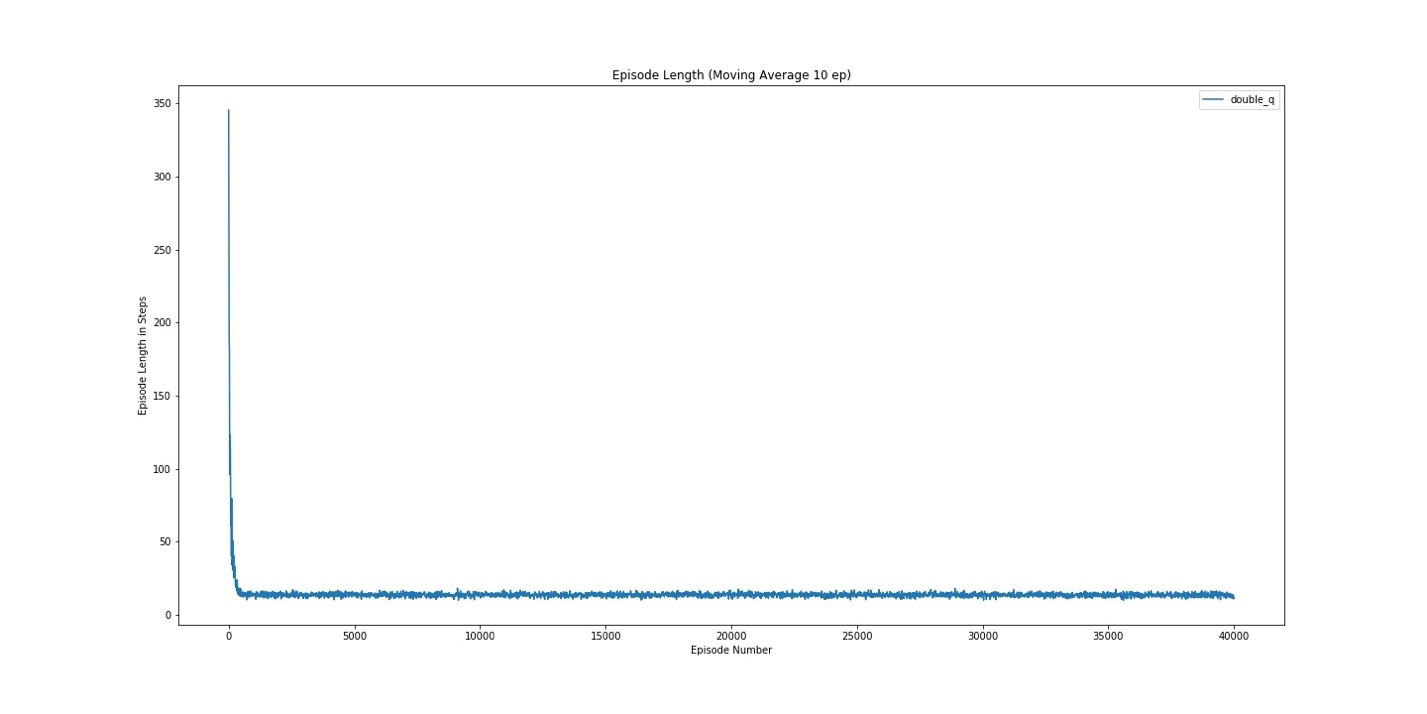 Episode Length (Moving Average 10 ep)
double_q
350
300
250
200
150
100
50
0
Episode Length in Steps
0 5000 10000 15000 20000 25000 30000 35000 40000
Episode Number